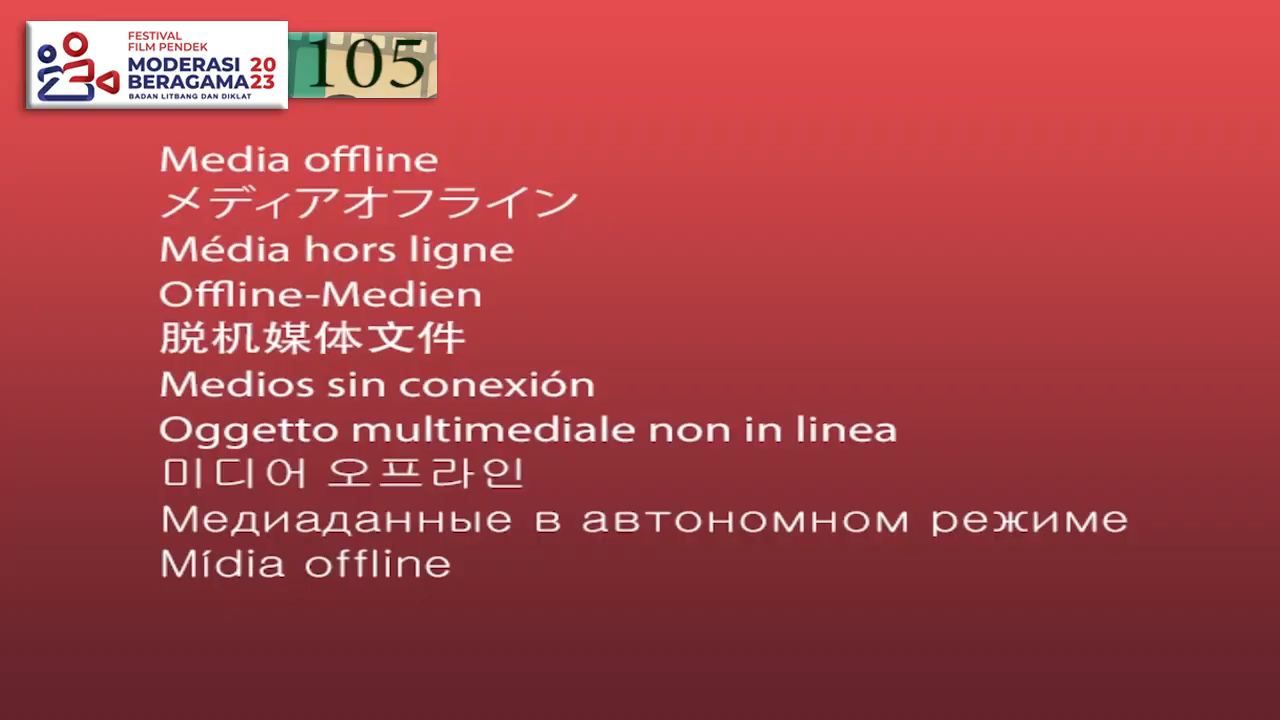 FESTIVAL
FILM PENDEK
MODERASI 20
BERAGAMA 23
BADAN LITBANG DAN DIKLAT
105
Media offline
メディアオフライン
Média hors ligne
Offline-Medien
脱机媒体文件
Medios sin conexión
Oggetto multimediale non in linea
미디어 오프라인
Медиаданные в автономном режиме
Mídia offline